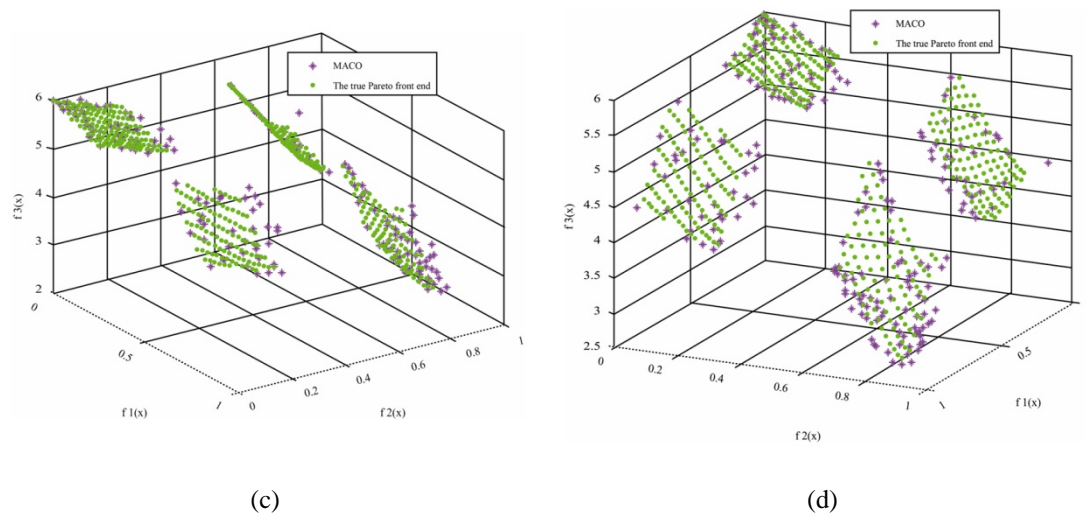 MACO
The true Pareto front end
6
5
4
3
2
f 3(x)
0
0.5
1
f 1(x)
0
0.2
0.4
0.6
0.8
1
f 2(x)
(c)
MACO
The true Pareto front end
6
5.5
5
4.5
4
3.5
3
2.5
f 3(x)
0
0.2
0.4
0.6
0.8
1
f 2(x)
1
0.5
f 1(x)
(d)